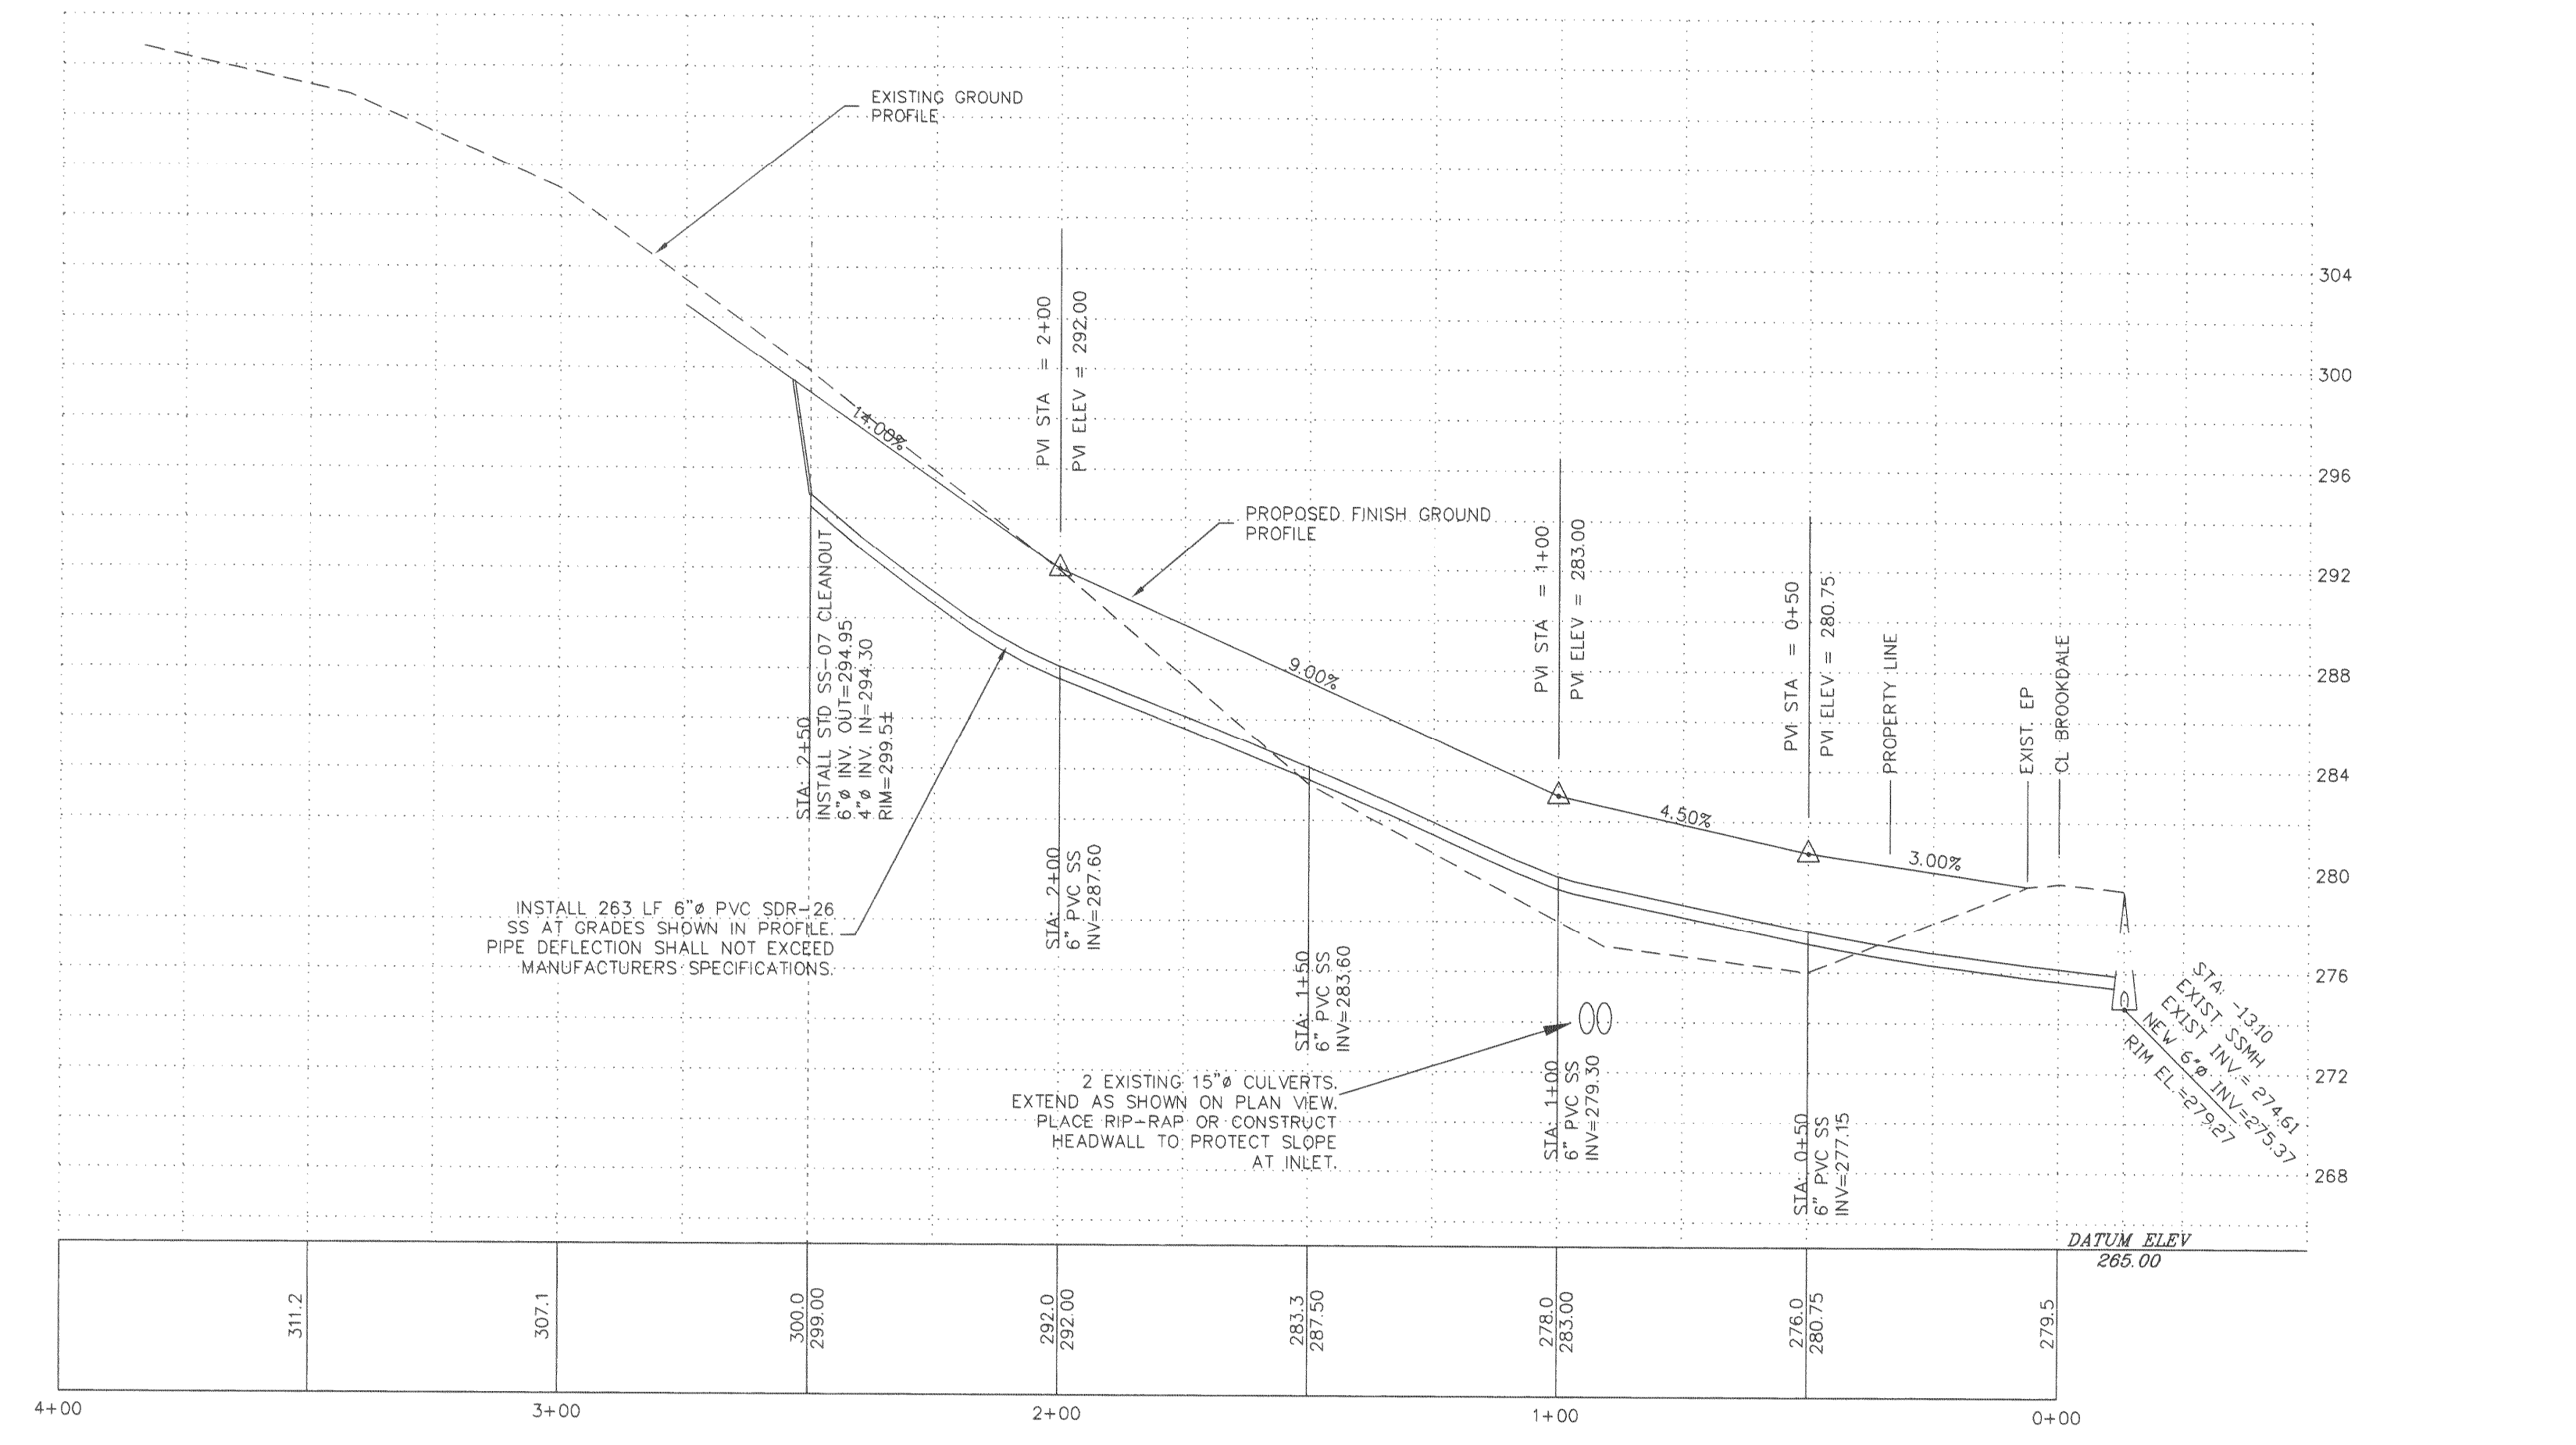 EXISTING GROUND
PROFILE
304
300
296
292
288
284
280
276
272
268
PVI STA = 2+00
PVI ELEV = 292.00
14.00%
PROPOSED FINISH GROUND
PROFILE
PVI STA = 1+00
PVI ELEV = 283.00
9.00%
PVI STA = 0+50
PVI ELEV = 280.75
4.50%
PROPERTY LINE
EXIST. EP
CL BROOKDALE
3.00%
STA: 2+50
INSTALL STD SS-07 CLEANOUT
6"ø INV. OUT=294.95
4"ø INV. IN=294.30
RIM=299.5±
INSTALL 263 LF 6"ø PVC SDR-26
SS AT GRADES SHOWN IN PROFILE.
PIPE DEFLECTION SHALL NOT EXCEED
MANUFACTURERS SPECIFICATIONS.
STA: 2+00
6" PVC SS
INV=287.60
STA: 1+50
6" PVC SS
INV=283.60
2 EXISTING 15"ø CULVERTS.
EXTEND AS SHOWN ON PLAN VIEW.
PLACE RIP-RAP OR CONSTRUCT
HEADWALL TO PROTECT SLOPE
AT INLET.
STA: 1+00
6" PVC SS
INV=279.30
STA: 0+50
6" PVC SS
INV=277.15
STA: -13.10
EXIST SSMH
EXIST INV.= 274.61
NEW 6"ø INV=275.37
RIM EL.=279.27
DATUM ELEV
265.00
311.2
307.1
300.0
299.00
292.0
292.00
283.3
287.50
278.0
283.00
276.0
280.75
279.5
4+00
3+00
2+00
1+00
0+00